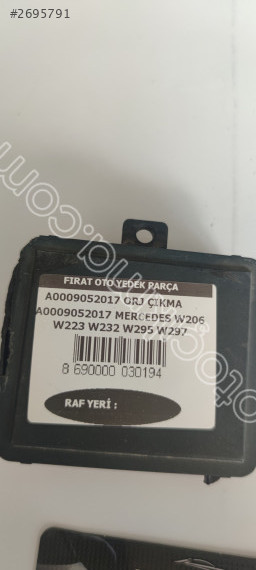 #2695791
FIRAT OTO YEDEK PARÇA
A0009052017 ORJ ÇIKMA
A0009052017 MERCEDES W206
W223 W232 W295 W297
8 690000 030194
RAF YERİ :